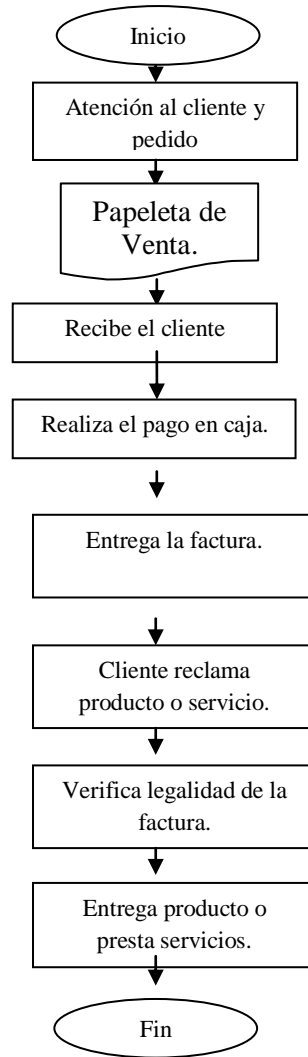 Inicio
Atención al cliente y
pedido
Papeleta de
Venta.
Recibe el cliente
Realiza el pago en caja.
Entrega la factura.
Cliente reclama
producto o servicio.
Verifica legalidad de la
factura.
Entrega producto o
presta servicios.
Fin